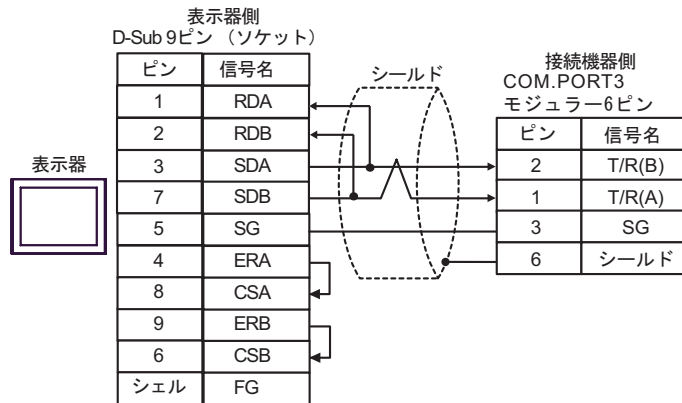 表示器側
D-Sub 9ピン （ソケット）
ピン 信号名
1 RDA
2 RDB
3 SDA
7 SDB
5 SG
4 ERA
8 CSA
9 ERB
6 CSB
シェル FG
表示器
シールド
接続機器側
COM.PORT3
モジュラー6ピン
ピン 信号名
2 T/R(B)
1 T/R(A)
3 SG
6 シールド